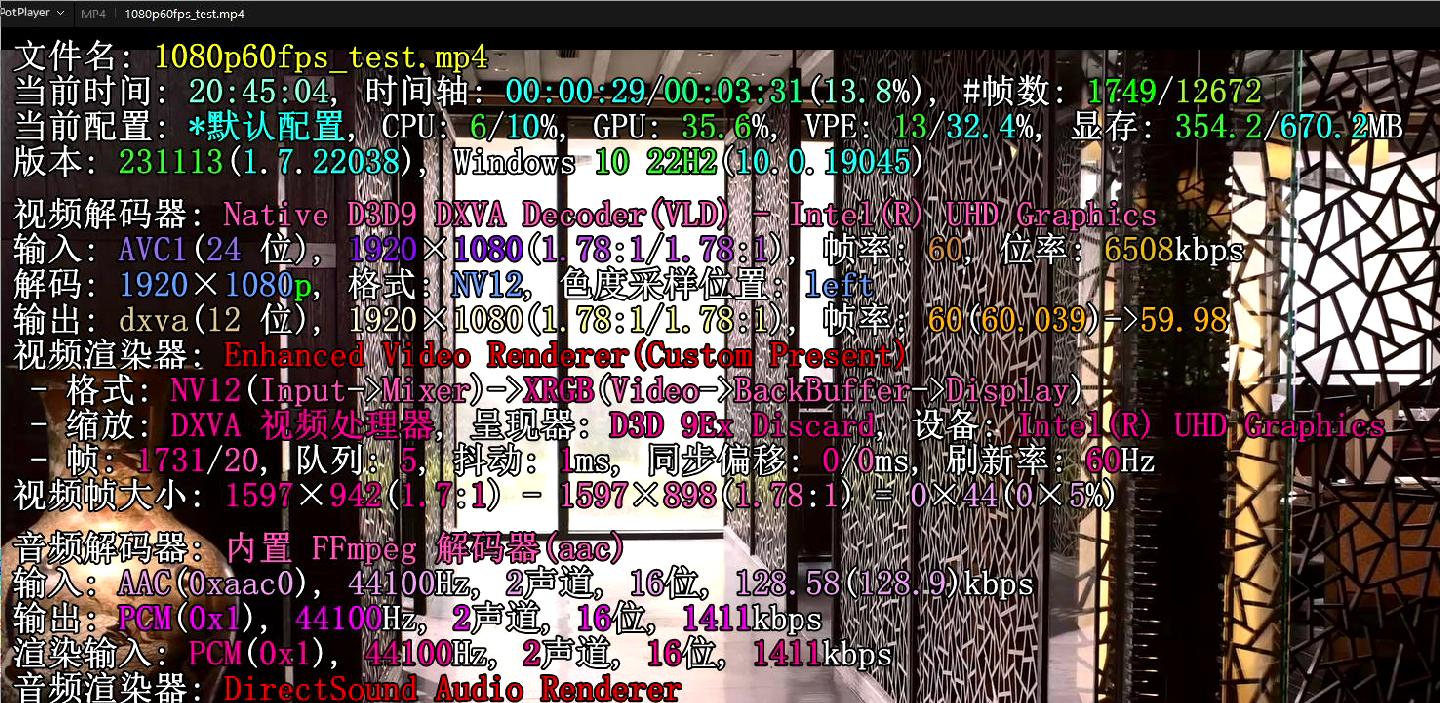 PotPlayer MP4 1080p60fps_test.mp4
文件名: 1080p60fps_test.mp4
当前时间: 20:45:04, 时间轴: 00:00:29/00:03:31(13.8%), #帧数: 1749/12672
当前配置: *默认配置, CPU: 6/10%, GPU: 35.6%, VPE: 13/32.4%, 显存: 354.2/670.2MB
版本: 231113(1.7.22038), Windows 10 22H2(10.0.19045)
视频解码器: Native D3D9 DXVA Decoder(VLD) - Intel(R) UHD Graphics
输入: AVC1(24 位), 1920×1080(1.78:1/1.78:1), 帧率: 60, 位率: 6508kbps
解码: 1920×1080p, 格式: NV12, 色度采样位置: left
输出: dxva(12 位), 1920×1080(1.78:1/1.78:1), 帧率: 60(60.039)->59.98
视频渲染器: Enhanced Video Renderer(Custom Present)
- 格式: NV12(Input->Mixer)->XRGB(Video->BackBuffer->Display)
- 缩放: DXVA 视频处理器, 呈现器: D3D 9Ex Discard, 设备: Intel(R) UHD Graphics
- 帧: 1731/20, 队列: 5, 抖动: 1ms, 同步偏移: 0/0ms, 刷新率: 60Hz
视频帧大小: 1597×942(1.7:1) - 1597×898(1.78:1) = 0×44(0×5%)
音频解码器: 内置 FFmpeg 解码器(aac)
输入: AAC(0xaac0), 44100Hz, 2声道, 16位, 128.58(128.9)kbps
输出: PCM(0x1), 44100Hz, 2声道, 16位, 1411kbps
渲染输入: PCM(0x1), 44100Hz, 2声道, 16位, 1411kbps
音频渲染器: DirectSound Audio Renderer